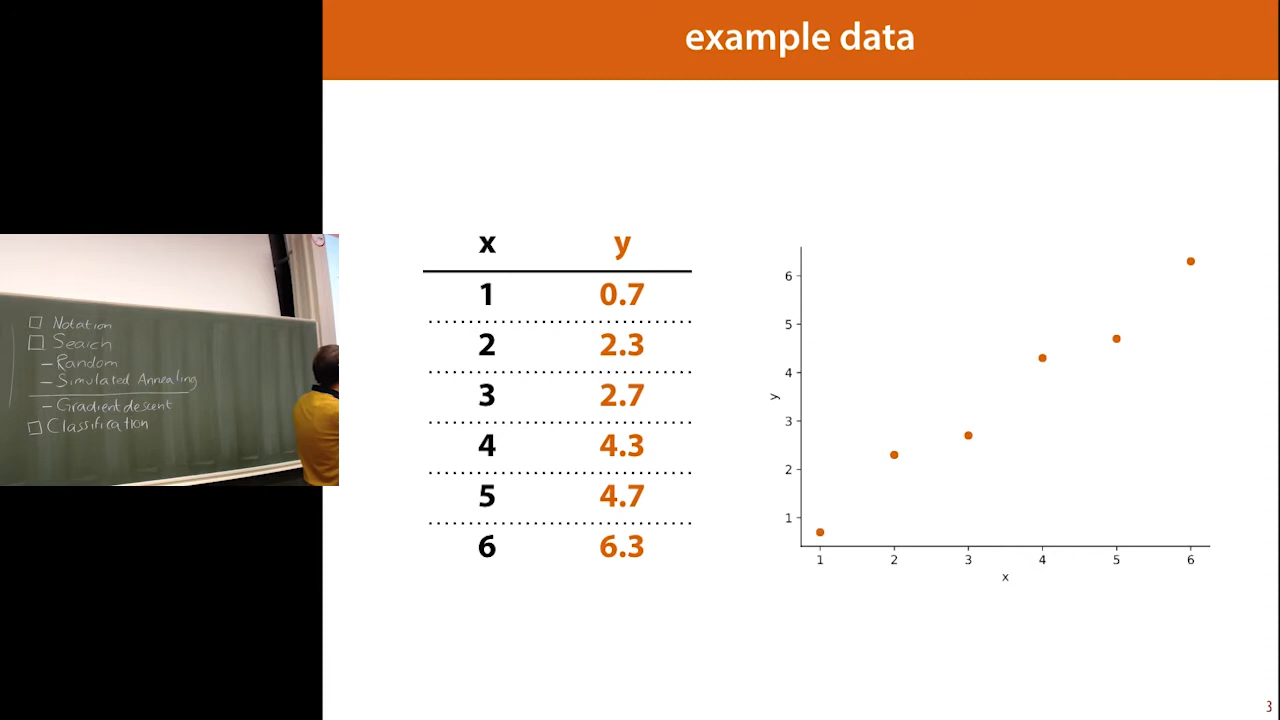 example data
☐ Notation
☐ Search
– Random
– Simulated Annealing
– Gradient descent
☐ Classification
x y
1 0.7
2 2.3
3 2.7
4 4.3
5 4.7
6 6.3
y
6
5
4
3
2
1
1 2 3 4 5 6
x
3